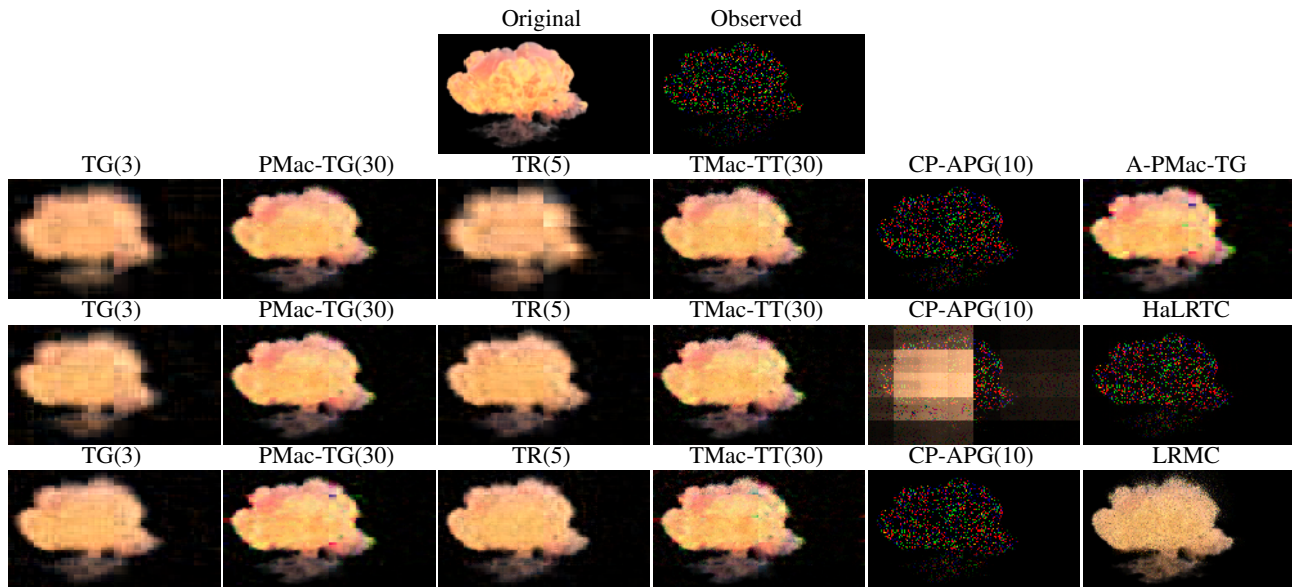 Original Observed
TG(3) PMac-TG(30) TR(5) TMac-TT(30) CP-APG(10) A-PMac-TG
TG(3) PMac-TG(30) TR(5) TMac-TT(30) CP-APG(10) HaLRTC
TG(3) PMac-TG(30) TR(5) TMac-TT(30) CP-APG(10) LRMC